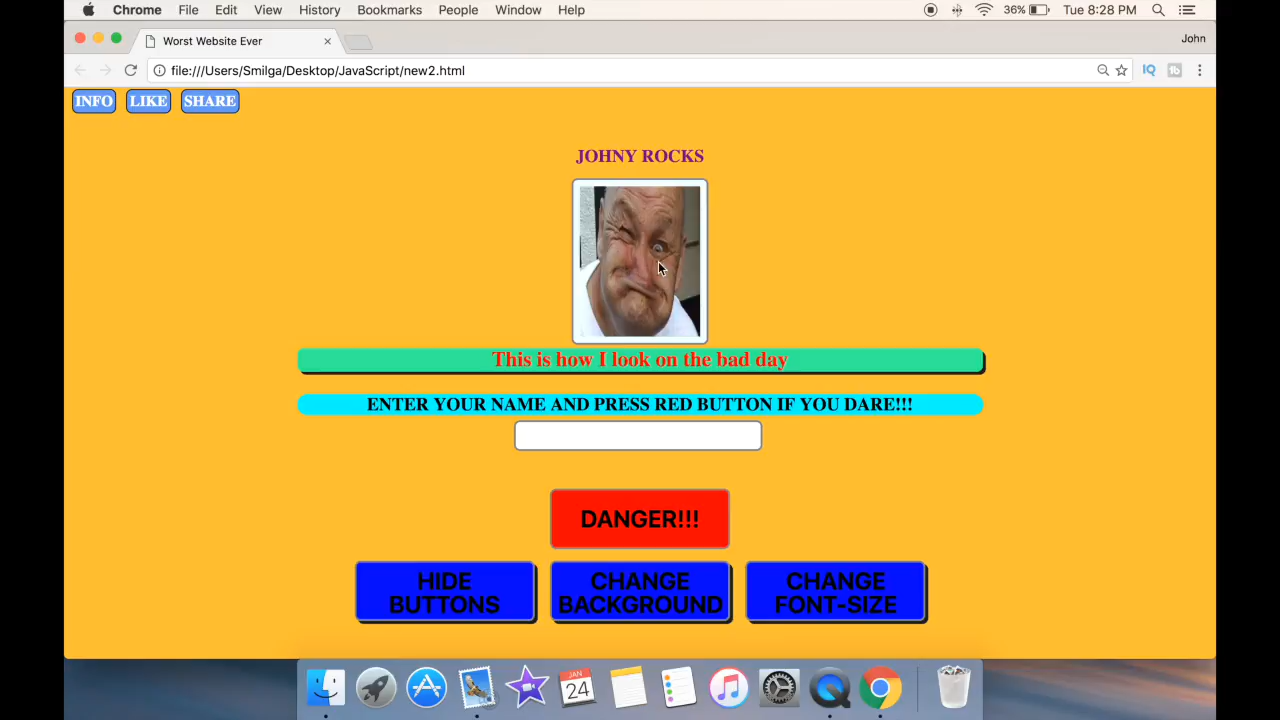 Chrome File Edit View History Bookmarks People Window Help 36% Tue 8:28 PM
Worst Website Ever John
file:///Users/Smilga/Desktop/JavaScript/new2.html IQ tb
INFO LIKE SHARE
JOHNY ROCKS
This is how I look on the bad day
ENTER YOUR NAME AND PRESS RED BUTTON IF YOU DARE!!!
DANGER!!!
HIDE
BUTTONS
CHANGE
BACKGROUND
CHANGE
FONT-SIZE
JAN
24